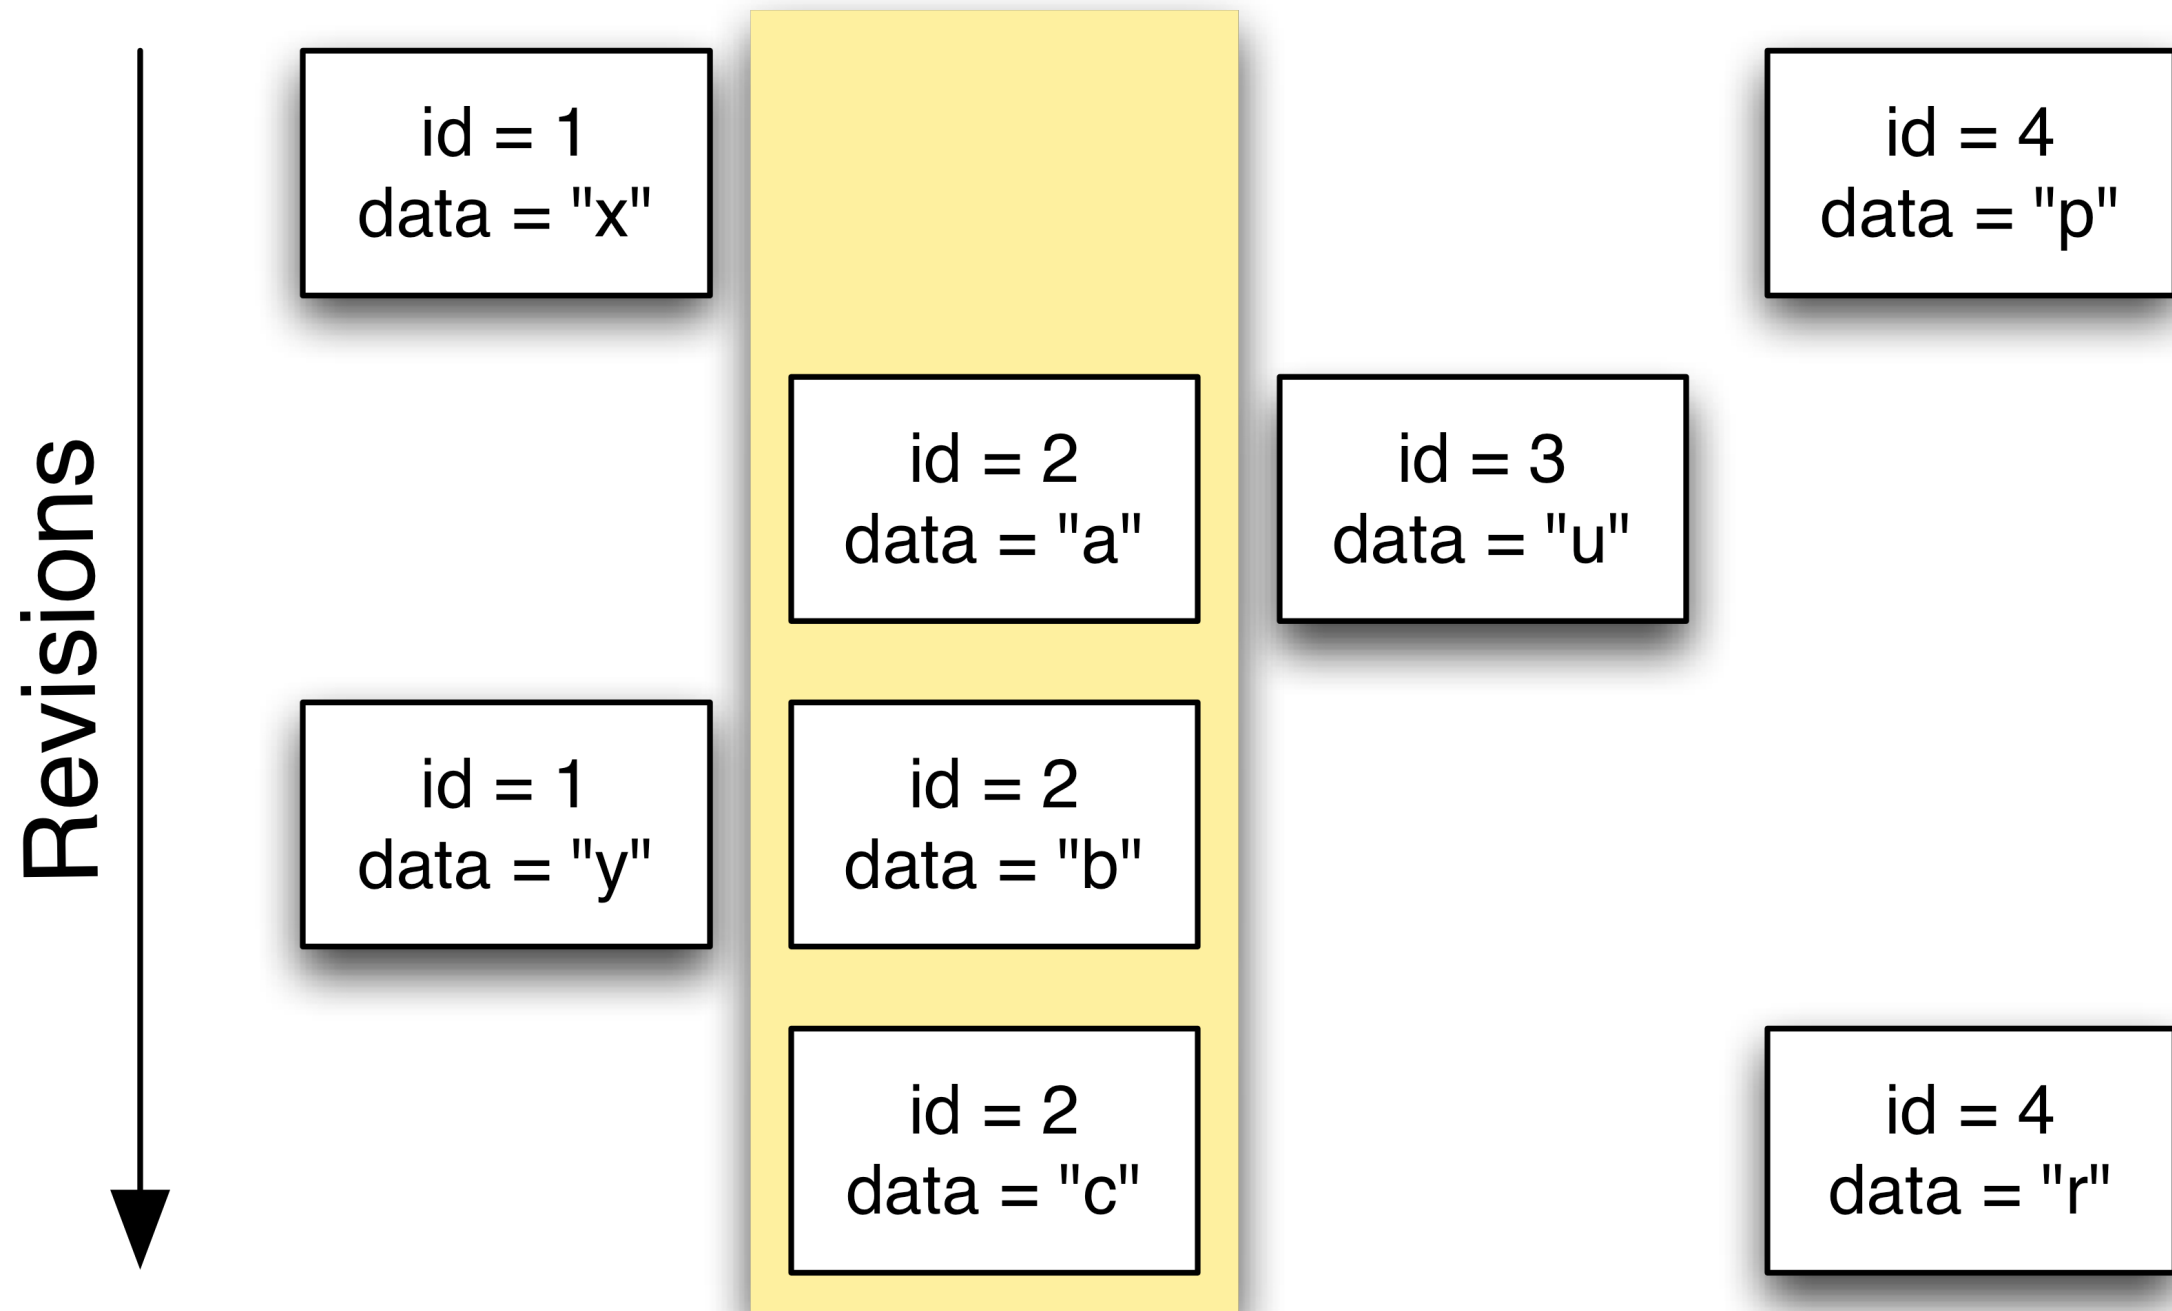 Revisions
id = 1
data = "x"
id = 4
data = "p"
id = 2
data = "a"
id = 3
data = "u"
id = 1
data = "y"
id = 2
data = "b"
id = 2
data = "c"
id = 4
data = "r"